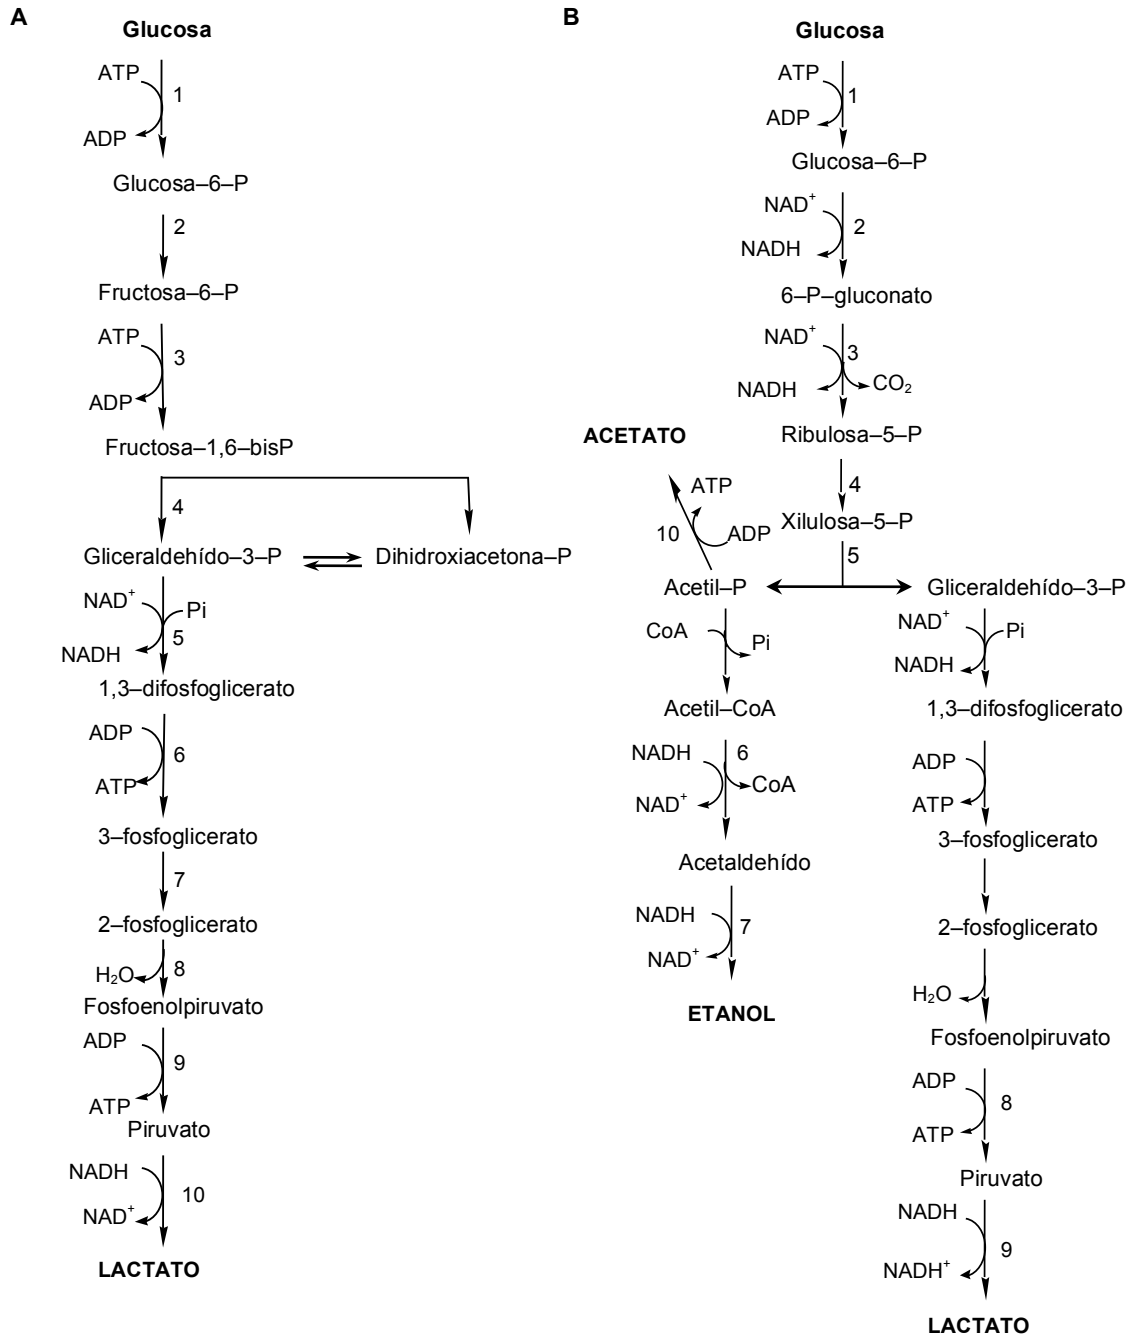 A
Glucosa
ATP
1
ADP
Glucosa–6–P
2
Fructosa–6–P
ATP
3
ADP
Fructosa–1,6–bisP
4
Gliceraldehído–3–P
Dihidroxiacetona–P
NAD⁺
Pi
5
NADH
1,3–difosfoglicerato
ADP
6
ATP
3–fosfoglicerato
7
2–fosfoglicerato
H₂O
8
Fosfoenolpiruvato
ADP
9
ATP
Piruvato
NADH
10
NAD⁺
LACTATO
B
Glucosa
ATP
1
ADP
Glucosa–6–P
NAD⁺
2
NADH
6–P–gluconato
NAD⁺
3
NADH
CO₂
Ribulosa–5–P
4
Xilulosa–5–P
5
ACETATO
ATP
10
ADP
Acetil–P
CoA
Pi
Acetil–CoA
NADH
6
CoA
NAD⁺
Acetaldehído
NADH
7
NAD⁺
ETANOL
Gliceraldehído–3–P
NAD⁺
Pi
NADH
1,3–difosfoglicerato
ADP
ATP
3–fosfoglicerato
2–fosfoglicerato
H₂O
Fosfoenolpiruvato
ADP
8
ATP
Piruvato
NADH
9
NADH⁺
LACTATO